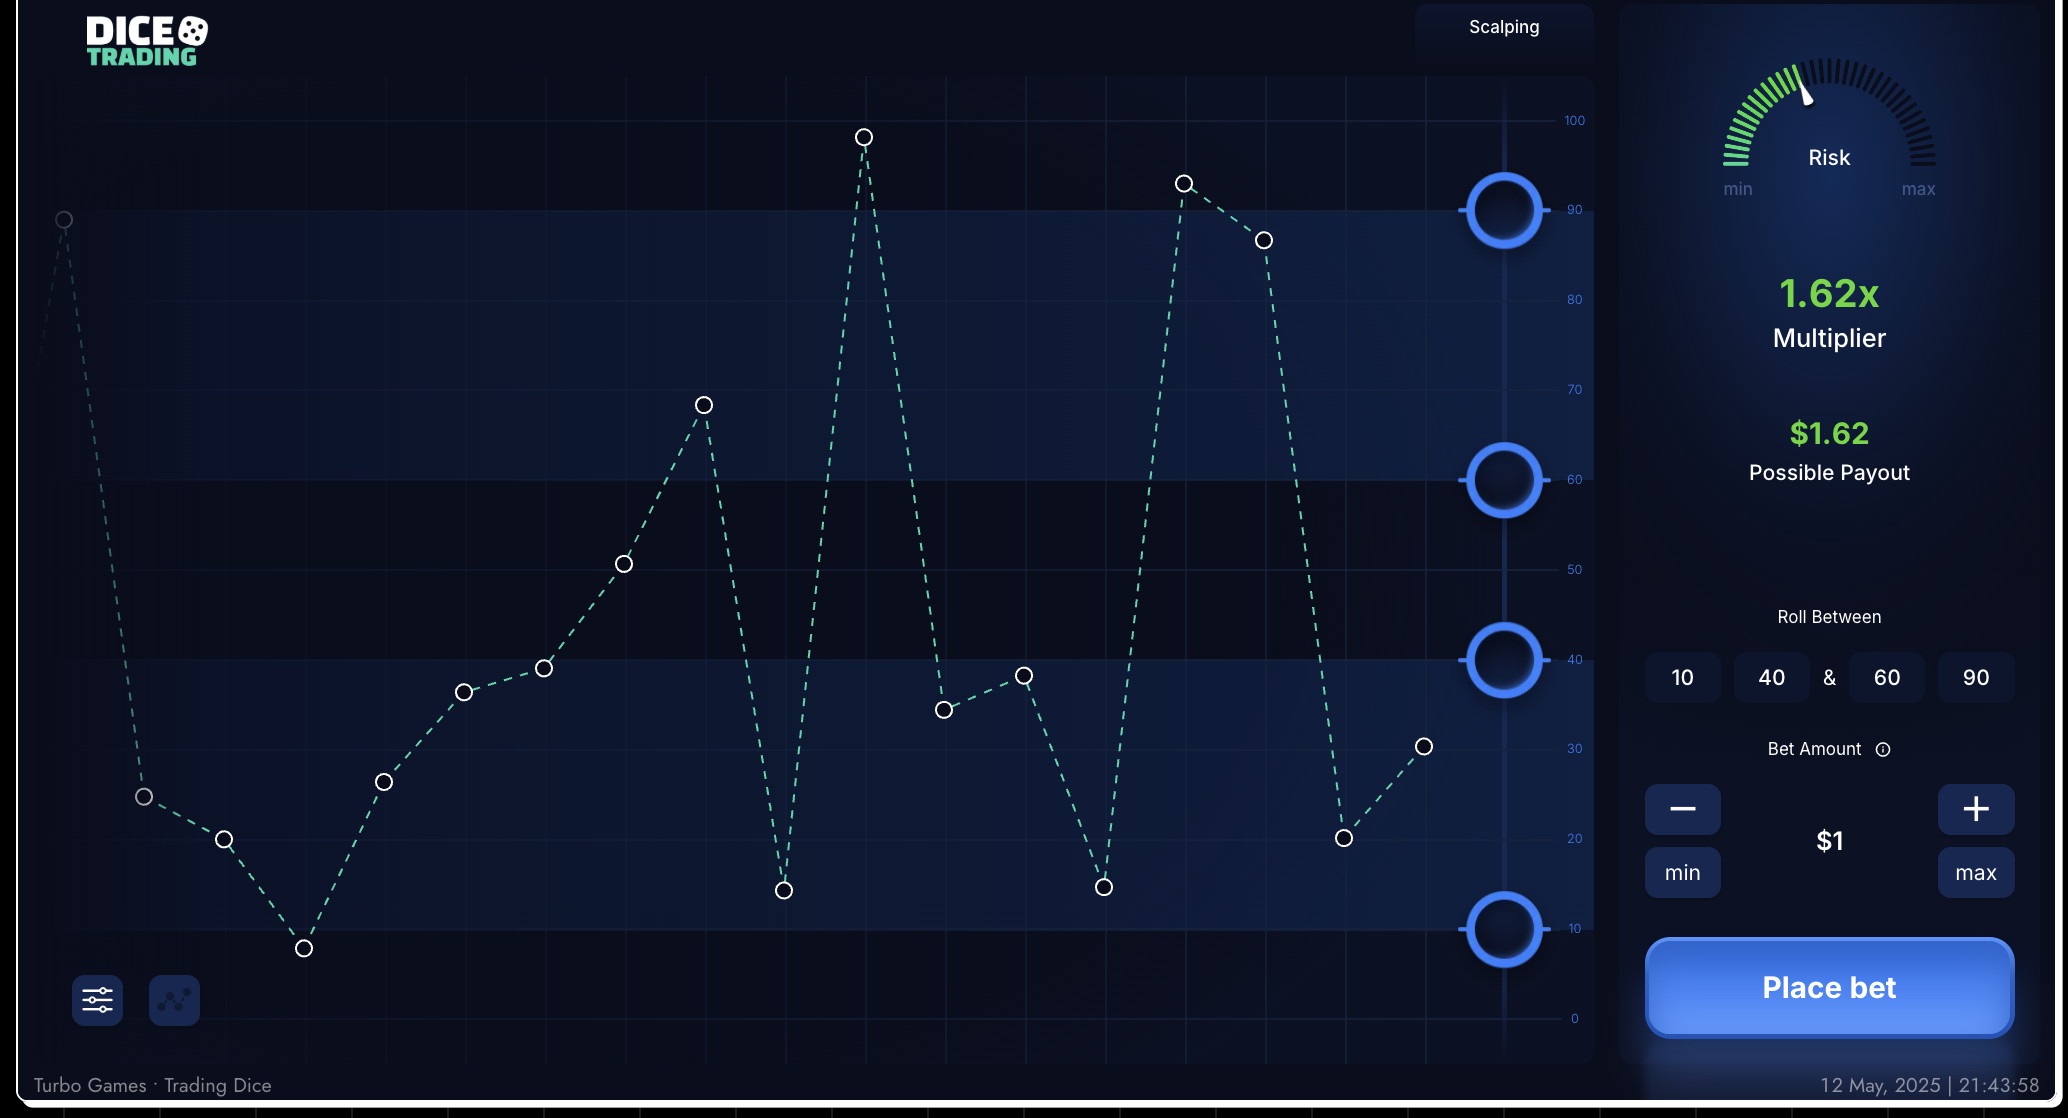 DICE
TRADING
Scalping
100
90
80
70
60
50
40
30
20
10
0
Risk
min max
1.62x
Multiplier
$1.62
Possible Payout
Roll Between
10 40 & 60 90
Bet Amount
$1
min max
Place bet
Turbo Games · Trading Dice
12 May, 2025 | 21:43:58